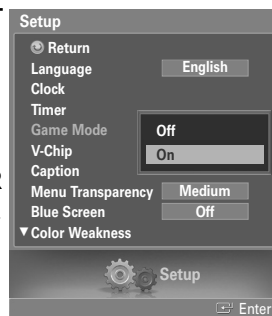 Setup
Return
Language English
Clock
Timer
Game Mode Off
V-Chip On
Caption
Menu Transparency Medium
Blue Screen Off
▼Color Weakness
R
Setup
Enter